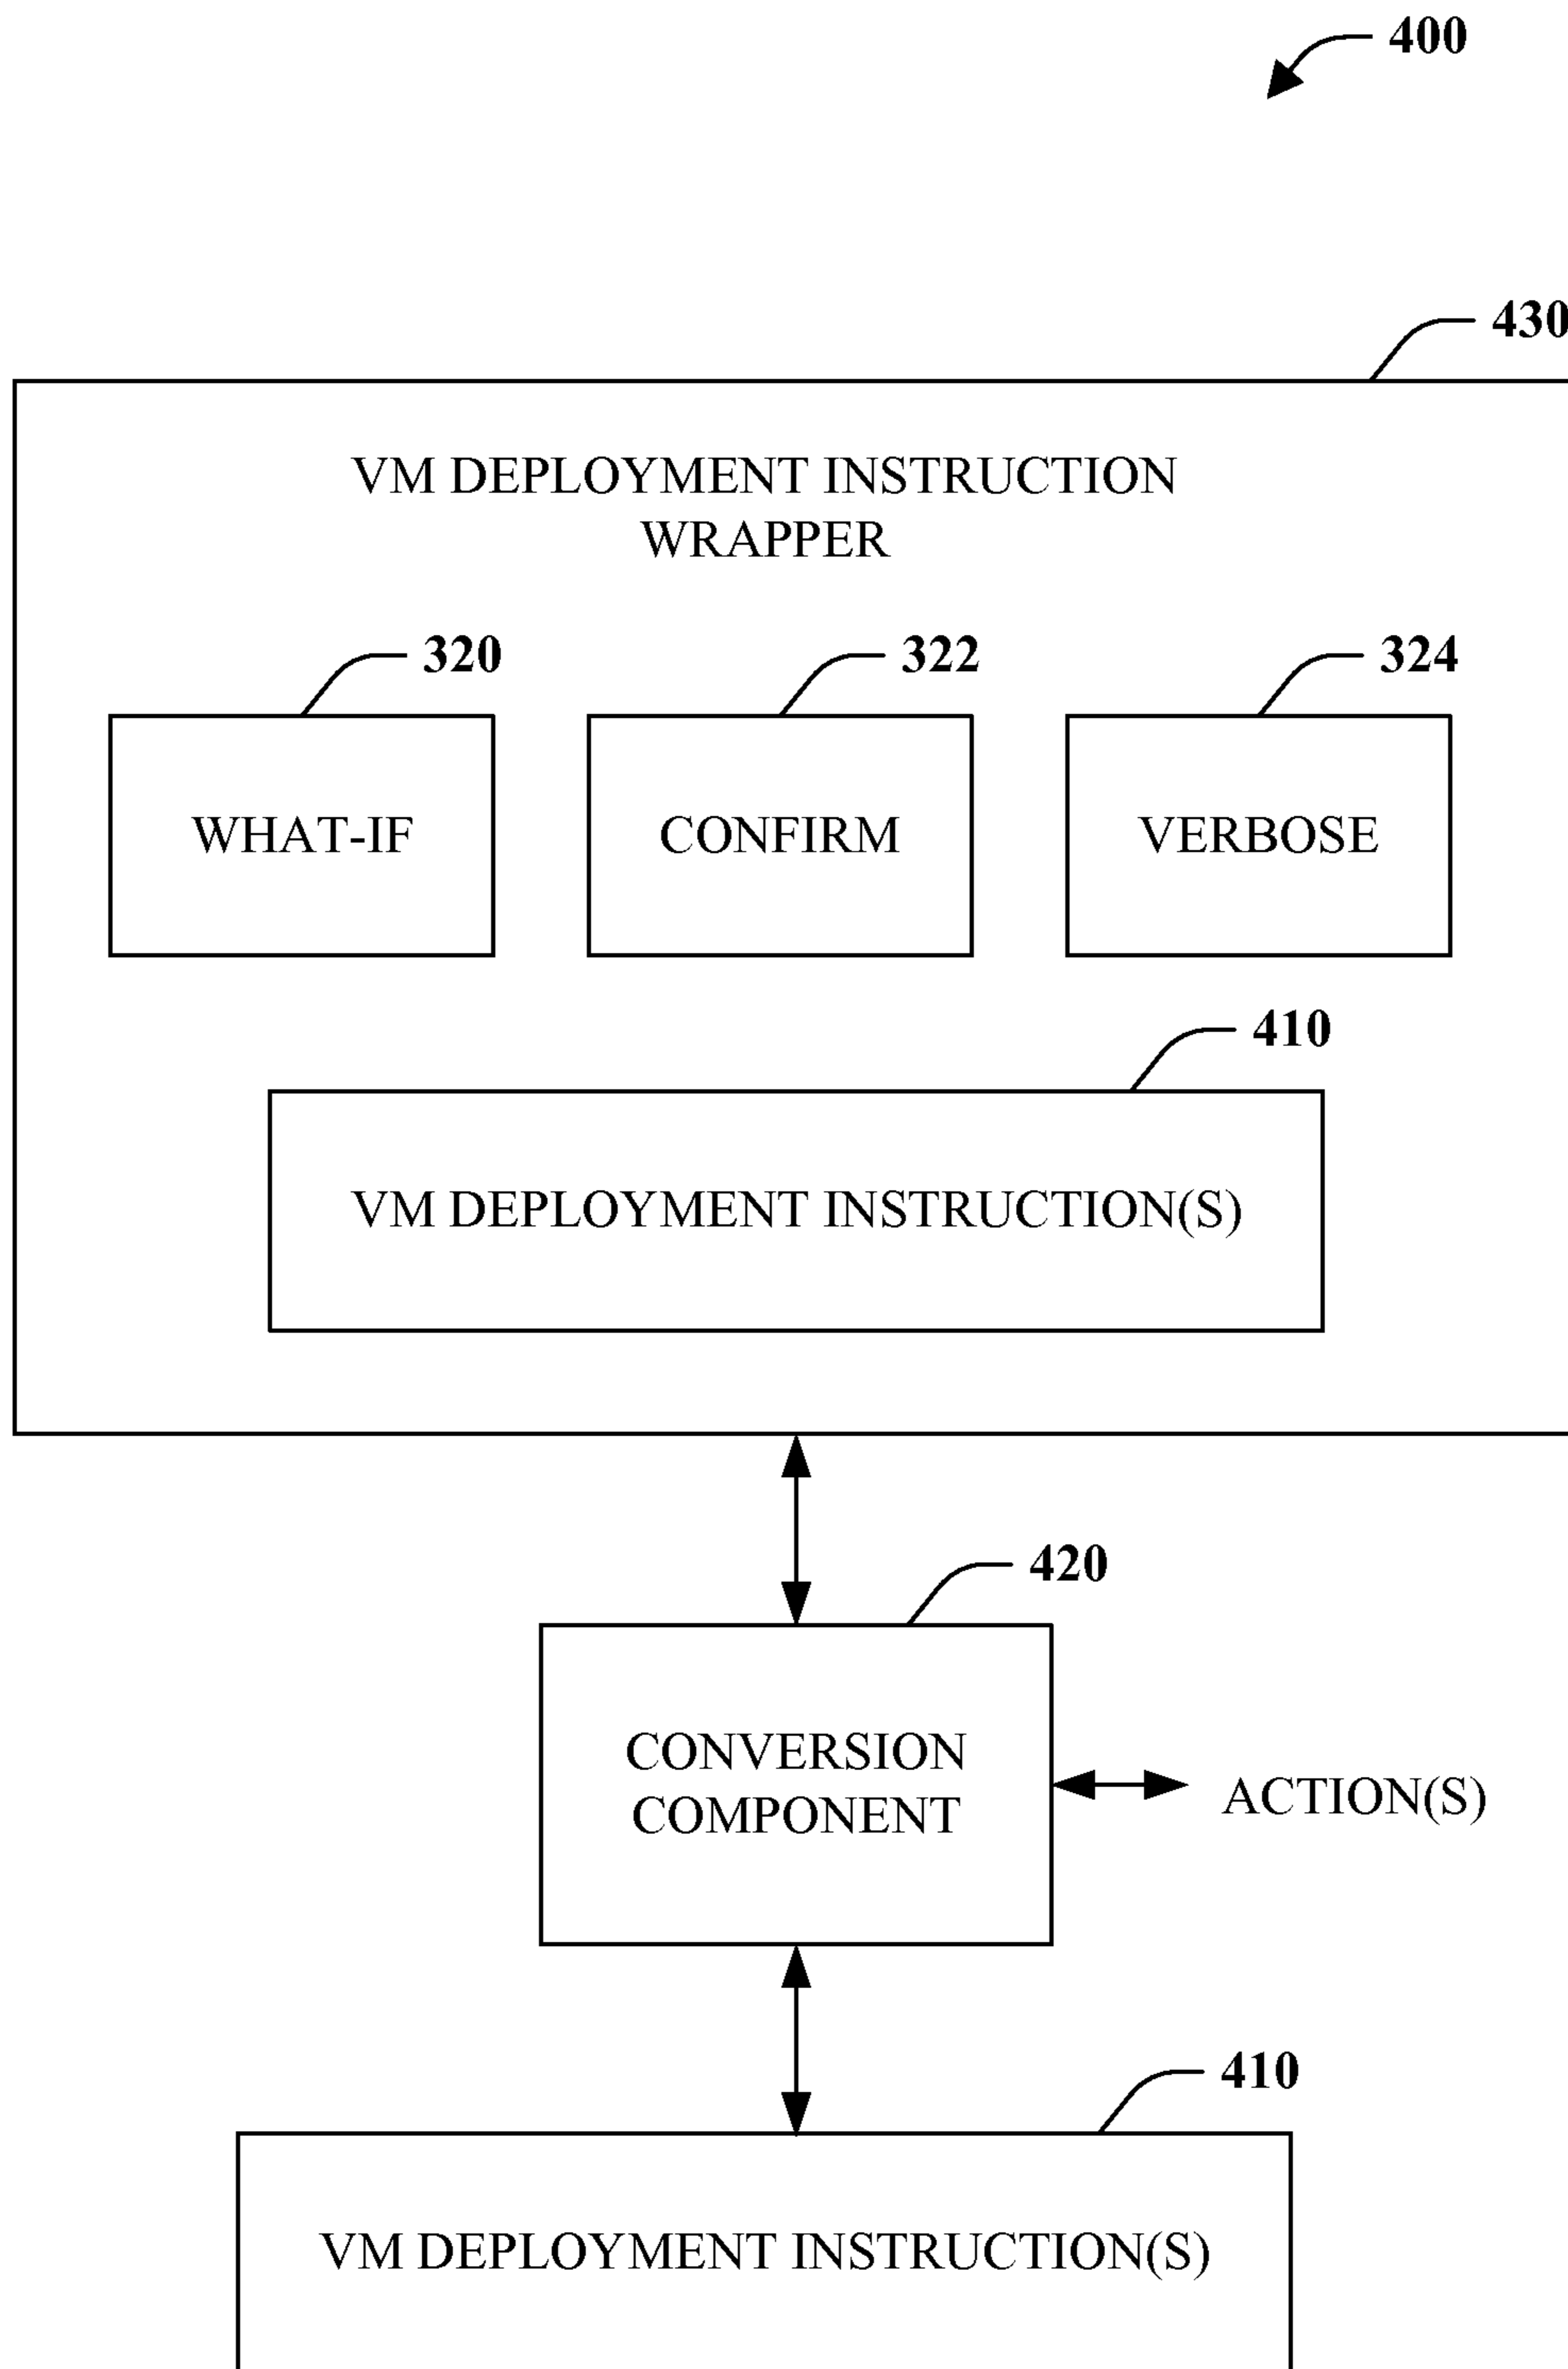 400
430
VM DEPLOYMENT INSTRUCTION
WRAPPER
320
322
324
WHAT-IF
CONFIRM
VERBOSE
410
VM DEPLOYMENT INSTRUCTION(S)
420
CONVERSION
COMPONENT
ACTION(S)
410
VM DEPLOYMENT INSTRUCTION(S)